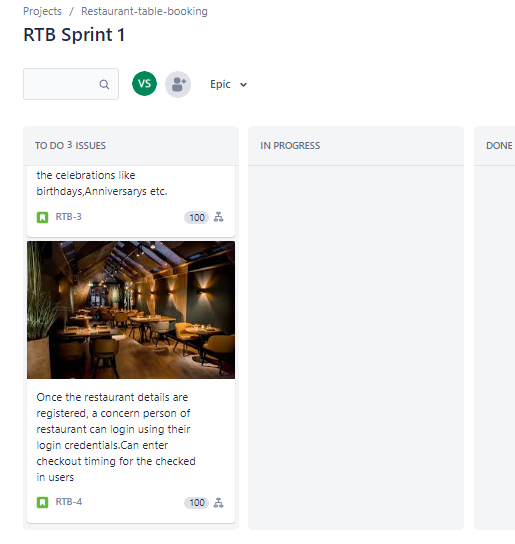 Projects / Restaurant-table-booking
RTB Sprint 1
VS
Epic
TO DO 3 ISSUES
IN PROGRESS
DONE
the celebrations like
birthdays,Anniversarys etc.
RTB-3
100
Once the restaurant details are
registered, a concern person of
restaurant can login using their
login credentials.Can enter
checkout timing for the checked
in users
RTB-4
100